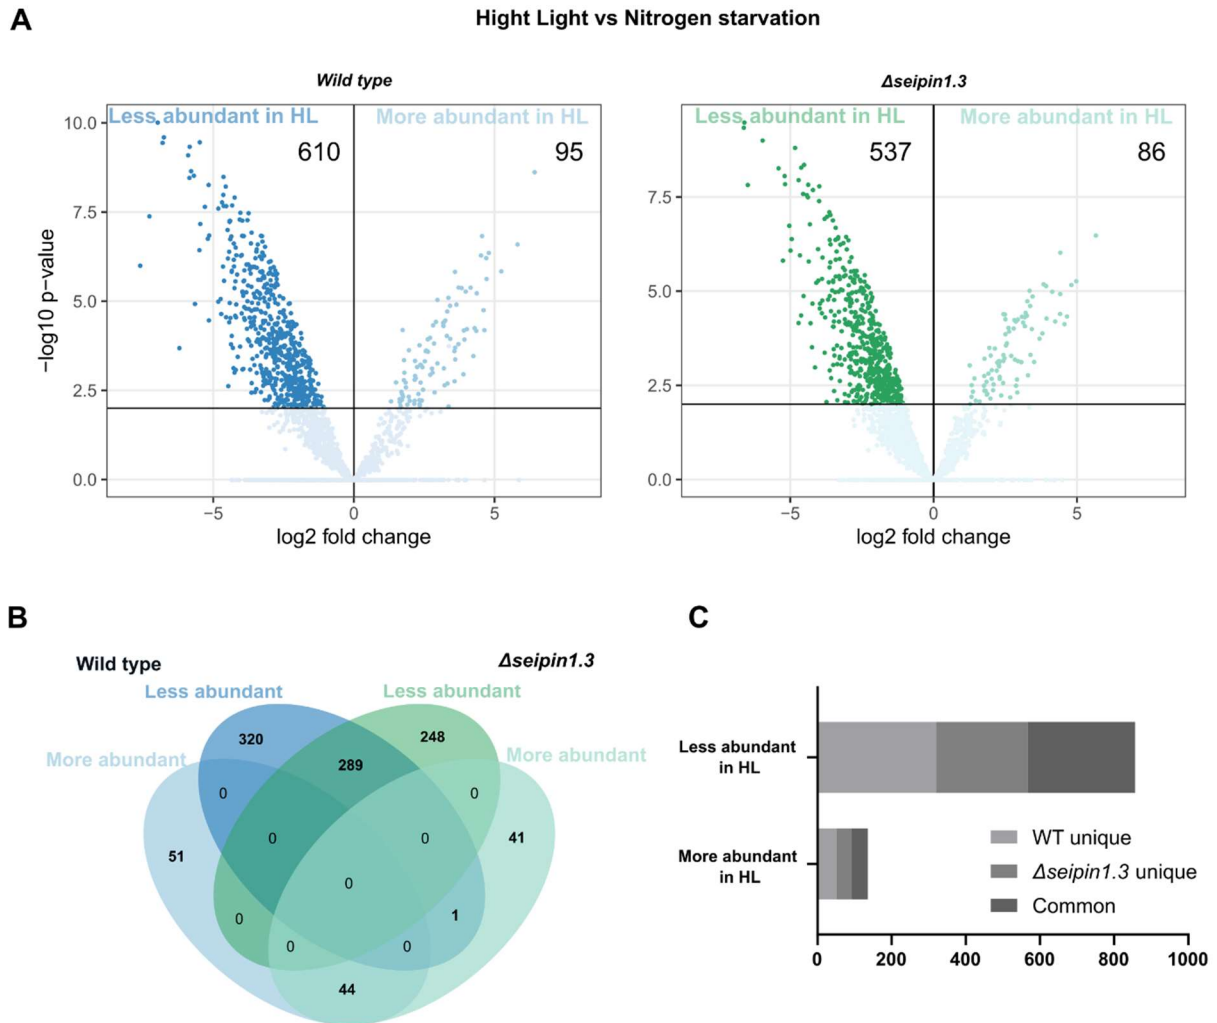 A
Hight Light vs Nitrogen starvation
Wild type
Δseipin1.3
Less abundant in HL
More abundant in HL
Less abundant in HL
More abundant in HL
610
95
537
86
−log10 p−value
10.0
7.5
5.0
2.5
0.0
7.5
5.0
2.5
0.0
−5
0
5
−5
0
5
log2 fold change
log2 fold change
B
Wild type
Δseipin1.3
Less abundant
Less abundant
More abundant
More abundant
320
248
289
0
0
0
0
41
51
0
0
1
0
0
44
C
Less abundant
in HL
More abundant
in HL
WT unique
Δseipin1.3 unique
Common
0
200
400
600
800
1000